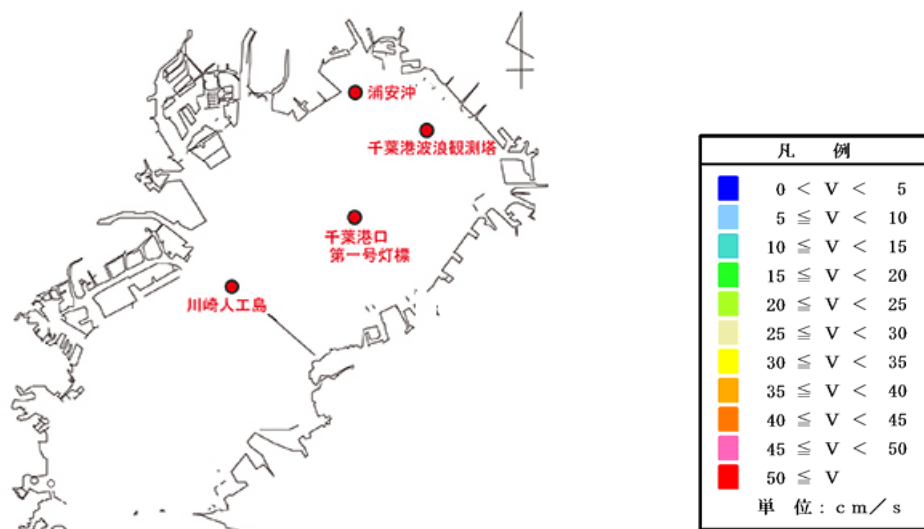 浦安沖
千葉港波浪観測塔
千葉港口
第一号灯標
川崎人工島
凡 例
0 < V < 5
5 ≦ V < 10
10 ≦ V < 15
15 ≦ V < 20
20 ≦ V < 25
25 ≦ V < 30
30 ≦ V < 35
35 ≦ V < 40
40 ≦ V < 45
45 ≦ V < 50
50 ≦ V
単 位 : cm/s